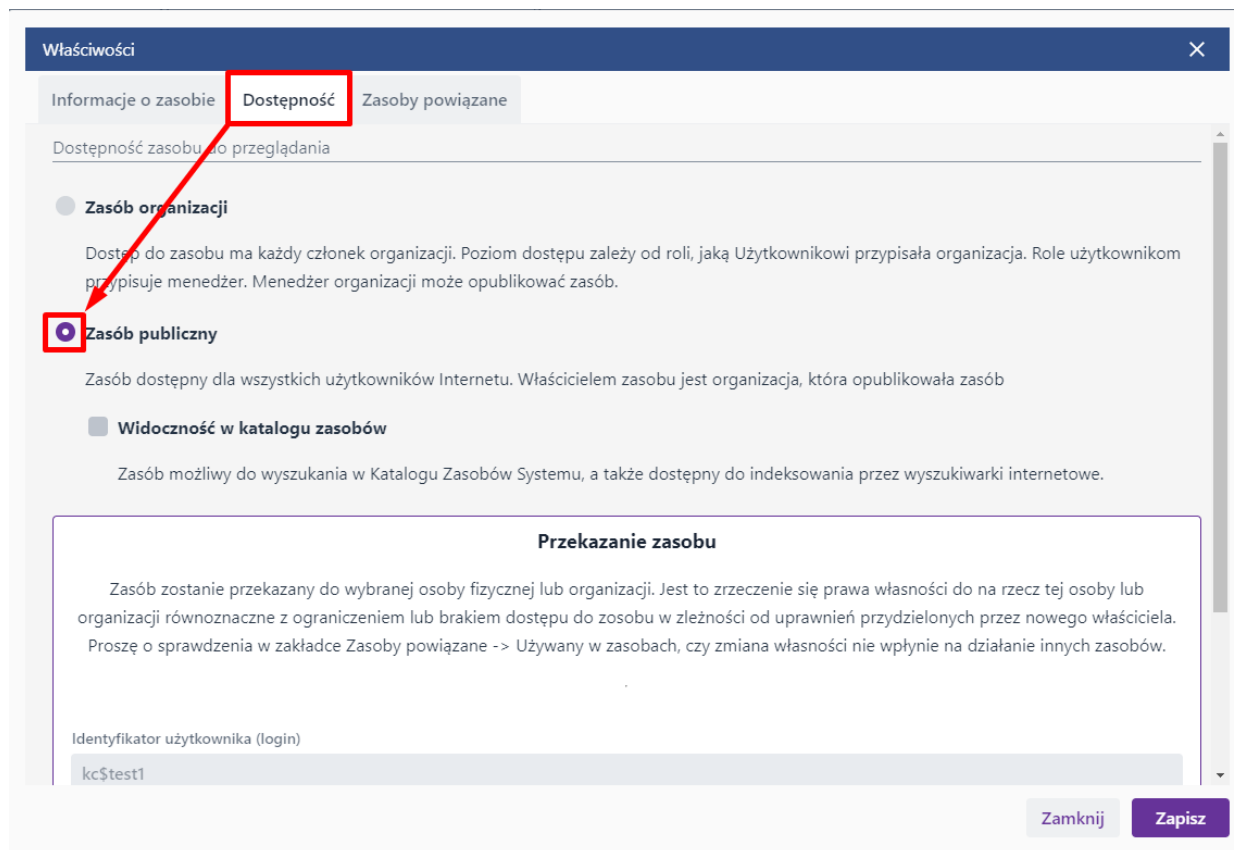 Właściwości
Informacje o zasobie Dostępność Zasoby powiązane
Dostępność zasobu do przeglądania
Zasób organizacji
Dostęp do zasobu ma każdy członek organizacji. Poziom dostępu zależy od roli, jaką Użytkownikowi przypisała organizacja. Role użytkownikom
przypisuje menedżer. Menedżer organizacji może opublikować zasób.
Zasób publiczny
Zasób dostępny dla wszystkich użytkowników Internetu. Właścicielem zasobu jest organizacja, która opublikowała zasób
Widoczność w katalogu zasobów
Zasób możliwy do wyszukania w Katalogu Zasobów Systemu, a także dostępny do indeksowania przez wyszukiwarki internetowe.
Przekazanie zasobu
Zasób zostanie przekazany do wybranej osoby fizycznej lub organizacji. Jest to zrzeczenie się prawa własności do na rzecz tej osoby lub
organizacji równoznaczne z ograniczeniem lub brakiem dostępu do zosobu w zleżności od uprawnień przydzielonych przez nowego właściciela.
Proszę o sprawdzenia w zakładce Zasoby powiązane -> Używany w zasobach, czy zmiana własności nie wpłynie na działanie innych zasobów.
.
Identyfikator użytkownika (login)
kc$test1
Zamknij Zapisz